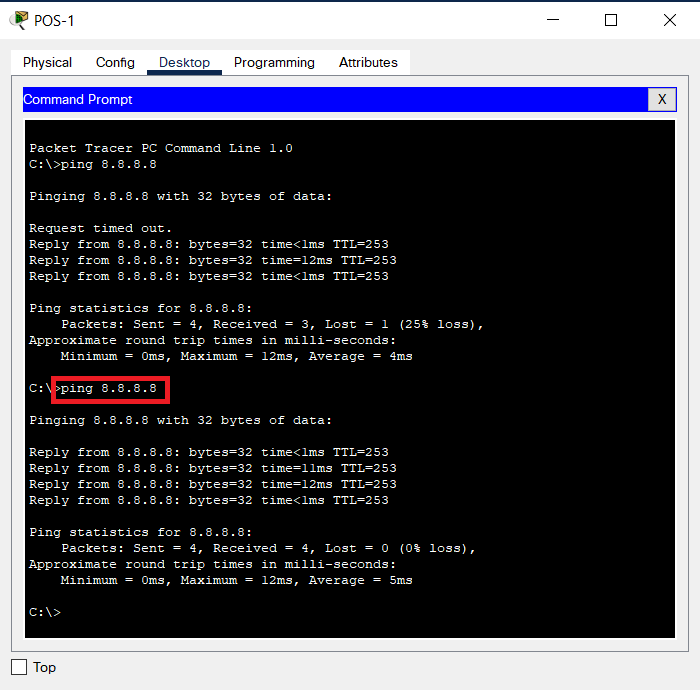 POS-1
Physical Config Desktop Programming Attributes
Command Prompt
X
Packet Tracer PC Command Line 1.0
C:\>ping 8.8.8.8
Pinging 8.8.8.8 with 32 bytes of data:
Request timed out.
Reply from 8.8.8.8: bytes=32 time<1ms TTL=253
Reply from 8.8.8.8: bytes=32 time=12ms TTL=253
Reply from 8.8.8.8: bytes=32 time<1ms TTL=253
Ping statistics for 8.8.8.8:
Packets: Sent = 4, Received = 3, Lost = 1 (25% loss),
Approximate round trip times in milli-seconds:
Minimum = 0ms, Maximum = 12ms, Average = 4ms
C:\>ping 8.8.8.8
Pinging 8.8.8.8 with 32 bytes of data:
Reply from 8.8.8.8: bytes=32 time<1ms TTL=253
Reply from 8.8.8.8: bytes=32 time=11ms TTL=253
Reply from 8.8.8.8: bytes=32 time=12ms TTL=253
Reply from 8.8.8.8: bytes=32 time<1ms TTL=253
Ping statistics for 8.8.8.8:
Packets: Sent = 4, Received = 4, Lost = 0 (0% loss),
Approximate round trip times in milli-seconds:
Minimum = 0ms, Maximum = 12ms, Average = 5ms
C:\>
Top